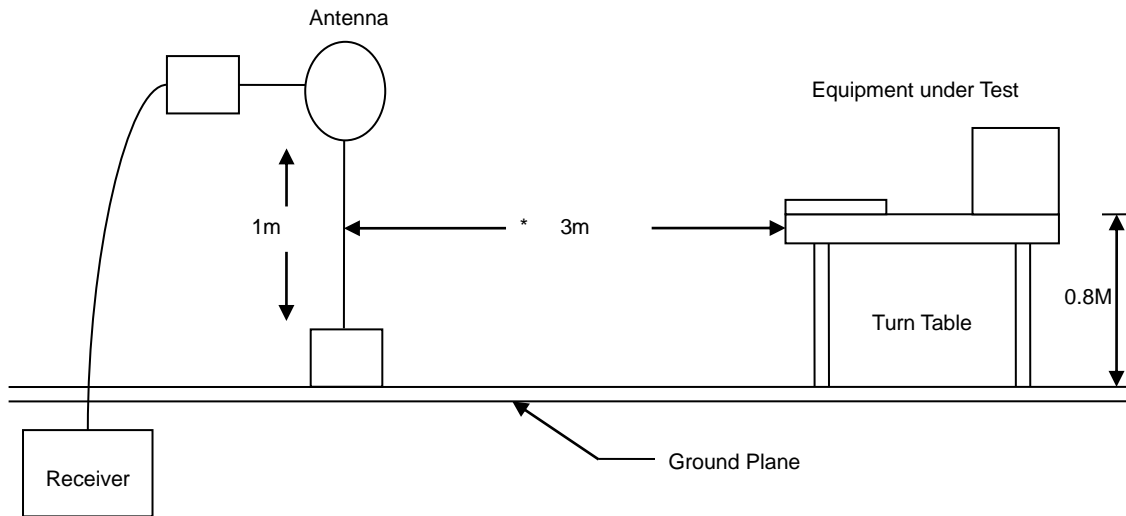 Antenna
Equipment under Test
1m
* 3m
0.8M
Turn Table
Ground Plane
Receiver